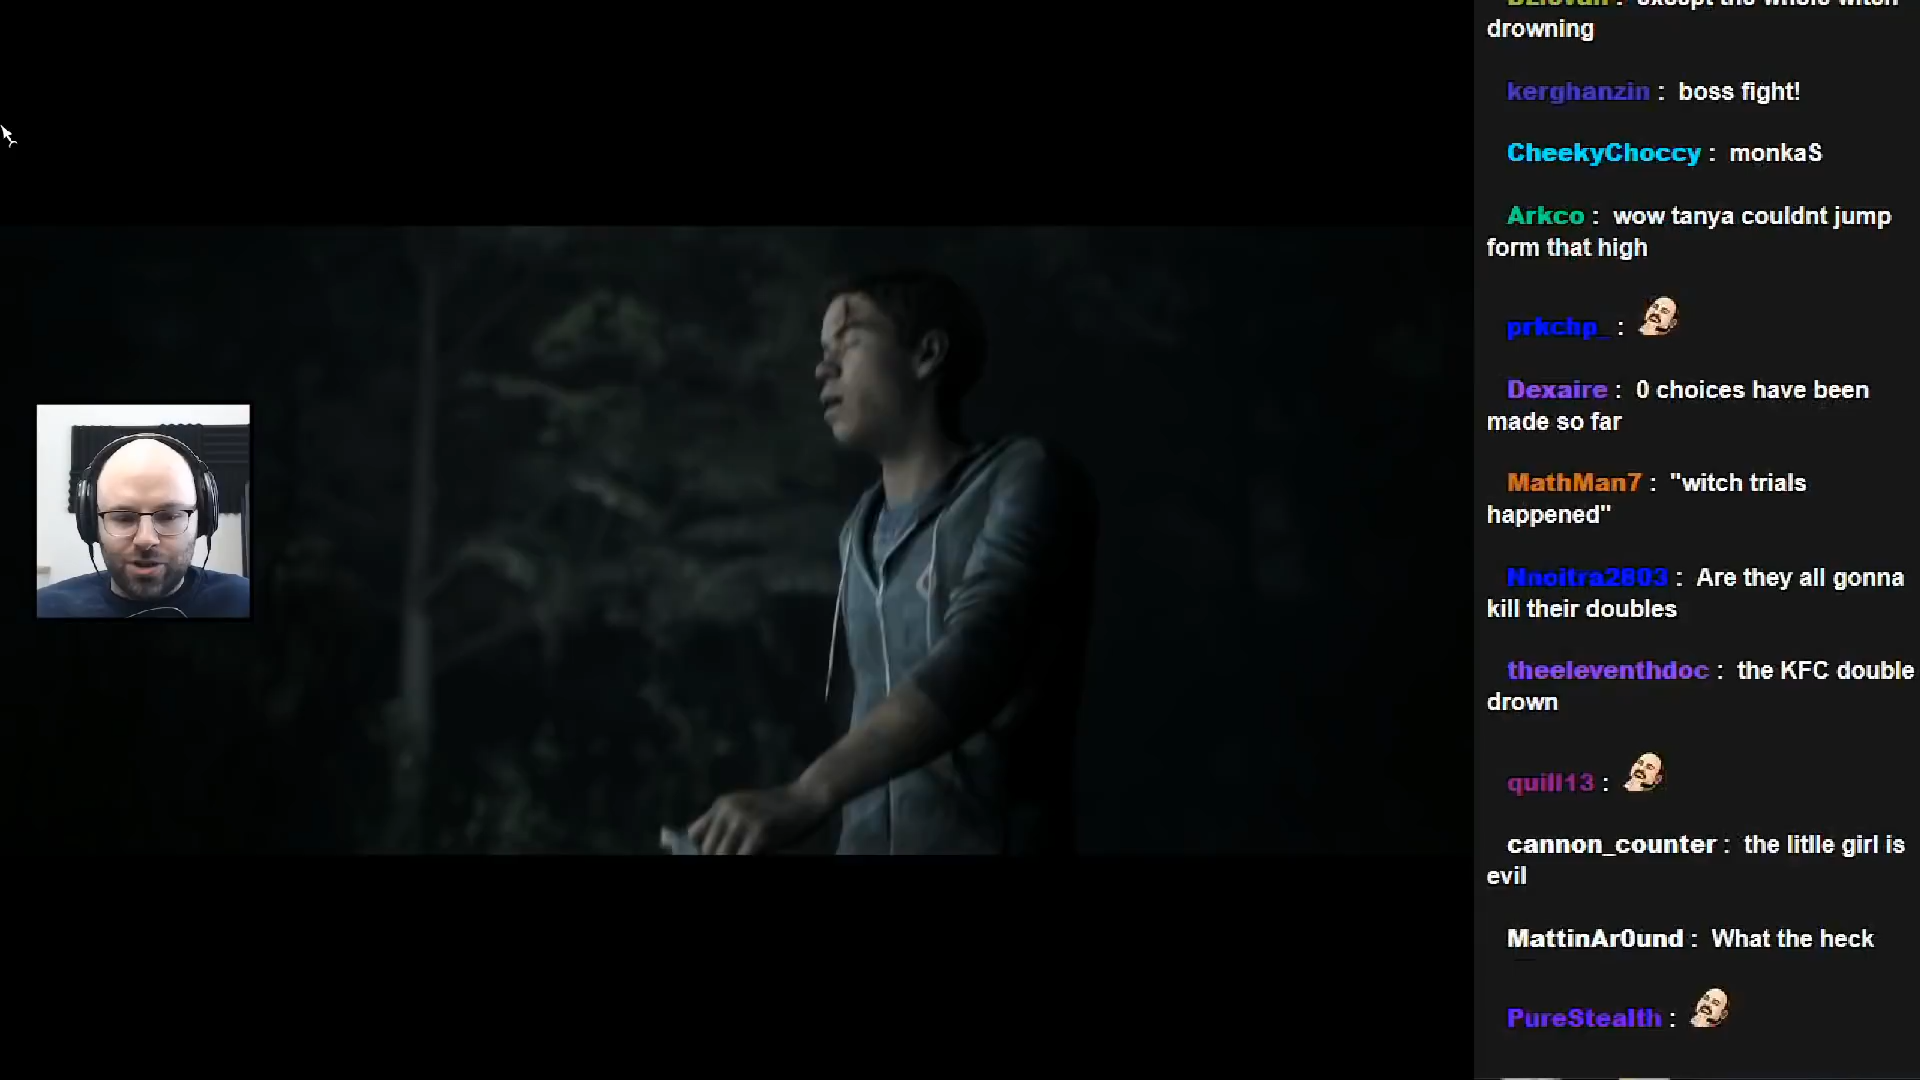 drowning
kerghanzin : boss fight!
CheekyChoccy : monkaS
Arkco : wow tanya couldnt jump
form that high
prkchp_ :
Dexaire : 0 choices have been
made so far
MathMan7 : "witch trials
happened"
Nnoitra2803 : Are they all gonna
kill their doubles
theeleventhdoc : the KFC double
drown
quill13 :
cannon_counter : the litlle girl is
evil
MattinAr0und : What the heck
PureStealth :